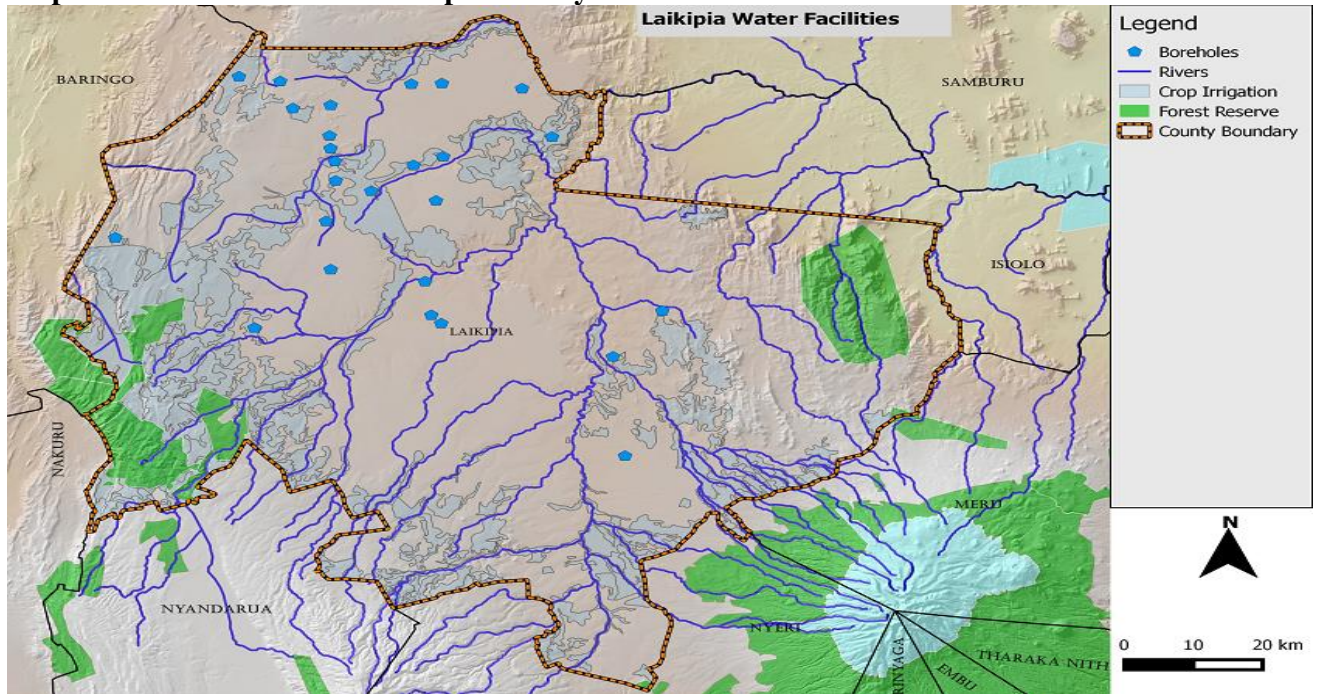 Laikipia Water Facilities
Legend
Boreholes
Rivers
Crop Irrigation
Forest Reserve
County Boundary
BARINGO
SAMBURU
ISIOLO
LAIKIPIA
NAKURU
MERU
NYANDARUA
NYERI
RINYAGA
EMBU
THARAKA NITH
N
0 10 20 km